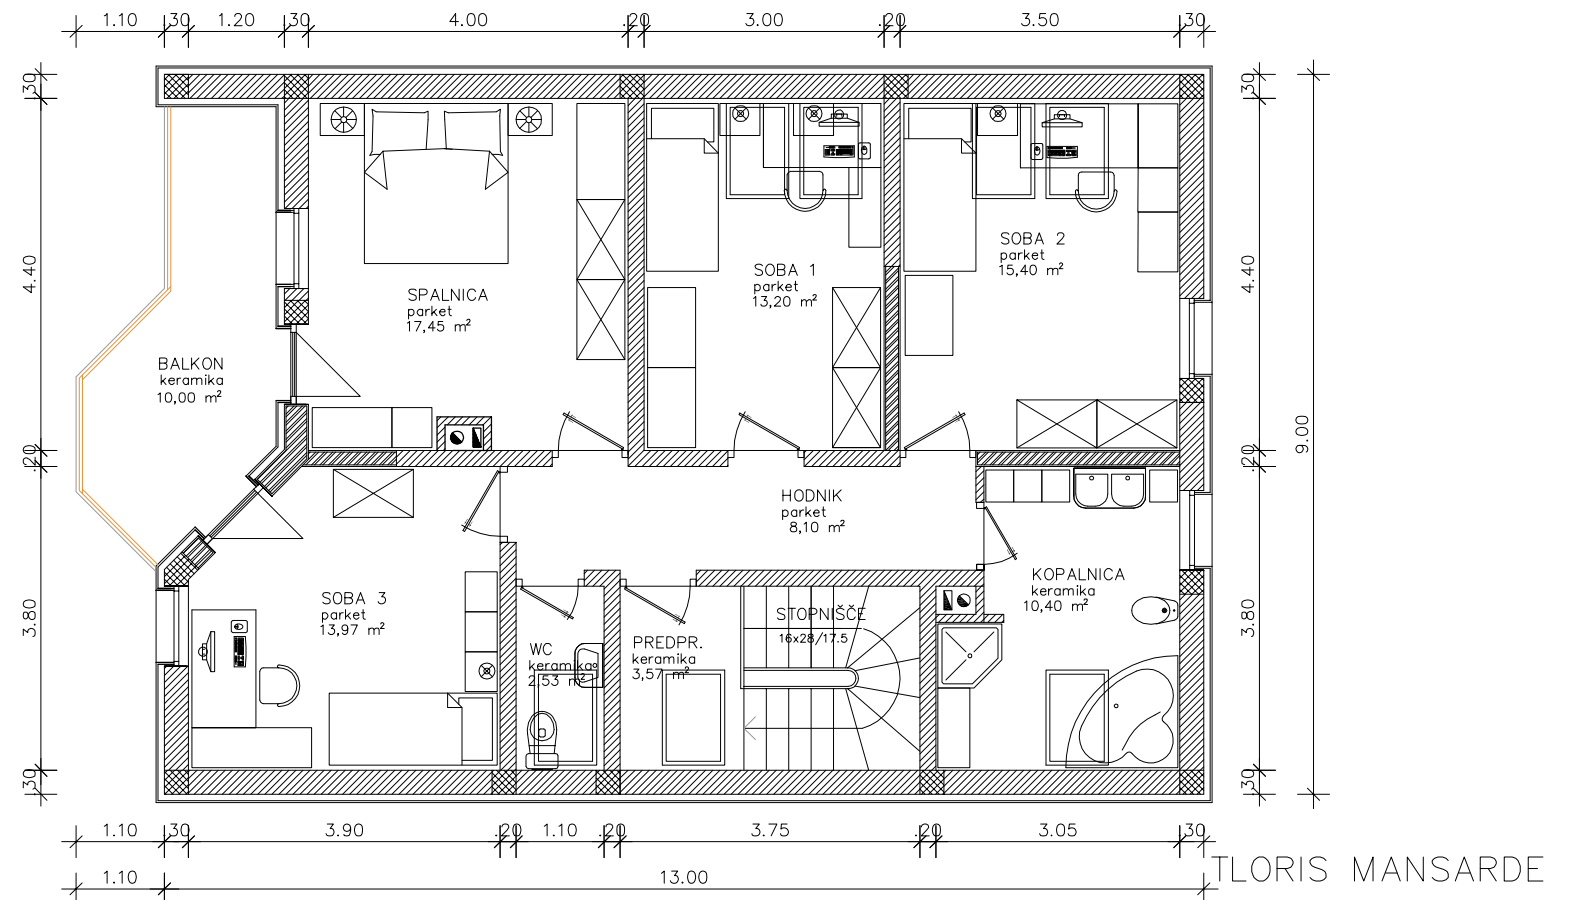 1.10 .30 1.20 .30 4.00 .20 3.00 .20 3.50 .30
.30
.30
4.40
4.40
9.00
SOBA 2
parket
15,40 m²
SOBA 1
parket
13,20 m²
SPALNICA
parket
17,45 m²
BALKON
keramika
10,00 m²
.20
.20
HODNIK
parket
8,10 m²
KOPALNICA
keramika
10,40 m²
SOBA 3
parket
13,97 m²
STOPNIŠČE
16x28/17.5
WC
keramika
2.53 m²
PREDPR.
keramika
3,57 m²
3.80
3.80
.30
.30
1.10 .30 3.90 .20 1.10 .20 3.75 .20 3.05 .30
1.10 13.00
TLORIS MANSARDE